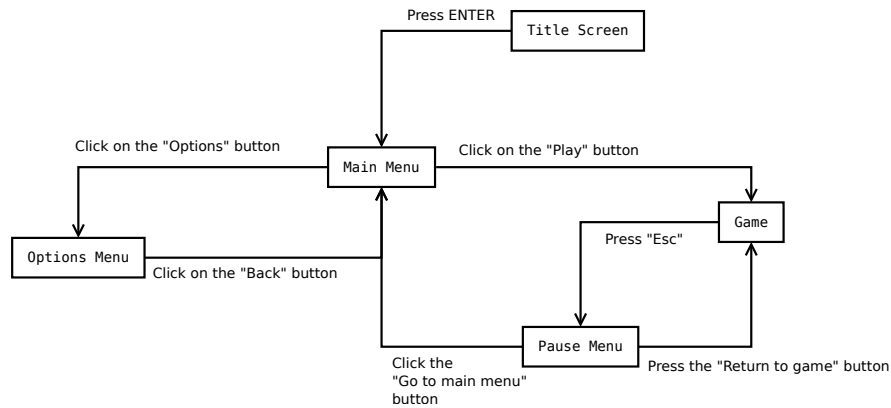 Press ENTER
Title Screen
Click on the "Options" button
Main Menu
Click on the "Play" button
Game
Press "Esc"
Options Menu
Click on the "Back" button
Pause Menu
Click the
"Go to main menu"
button
Press the "Return to game" button